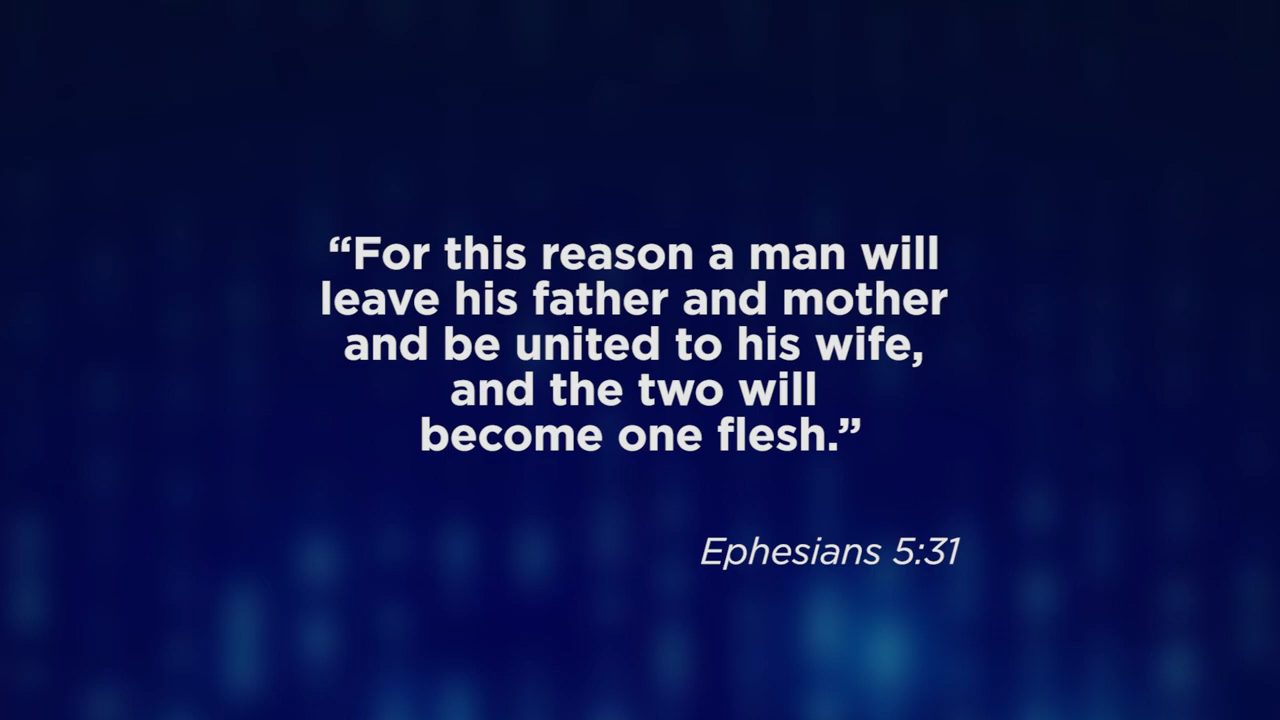 “For this reason a man will
leave his father and mother
and be united to his wife,
and the two will
become one flesh.”
Ephesians 5:31